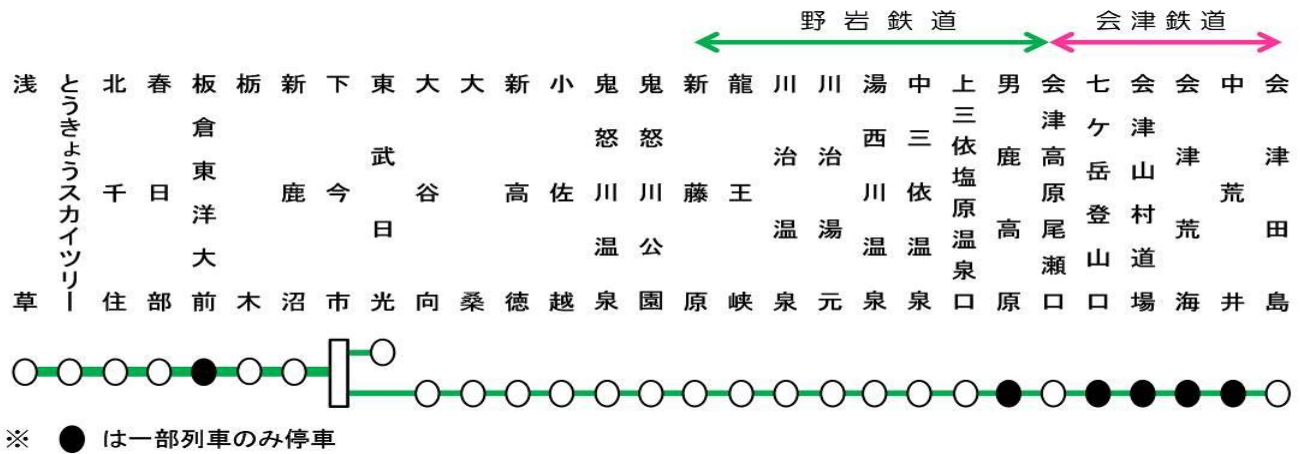 野岩鉄道
会津鉄道
浅草
とうきょうスカイツリー
北千住
春日部
板倉東洋大前
栃木
新鹿沼
下今市
東武日光
大谷向
大桑
新高徳
小佐越
鬼怒川温泉
鬼怒川公園
新藤原
龍王峡
川治温泉
川治湯元
湯西川温泉
中三依温泉
上三依塩原温泉口
男鹿高原
会津高原尾瀬口
七ケ岳登山口
会津山村道場
会津荒海
中荒井
会津田島
※ ● は一部列車のみ停車